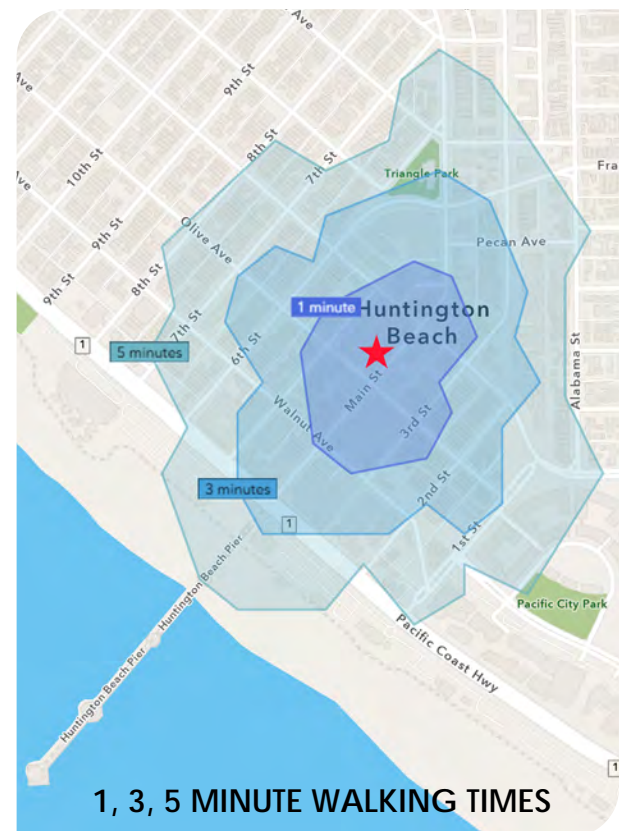 9th St
9th St
8th St
7th St
10th St
Triangle Park
Fra
Ave
Ave
Olive Ave
Pecan Ave
9th St
8th St
9th St
7th St
1 minute
Huntington
Beach
1
5 minutes
6th St
Main St
Alabama St
Walnut Ave
3rd St
3 minutes
2nd St
1
1st St
Huntington Beach Pier
Pacific City Park
Pacific Coast Hwy
Huntington Beach Pier
1
1, 3, 5 MINUTE WALKING TIMES